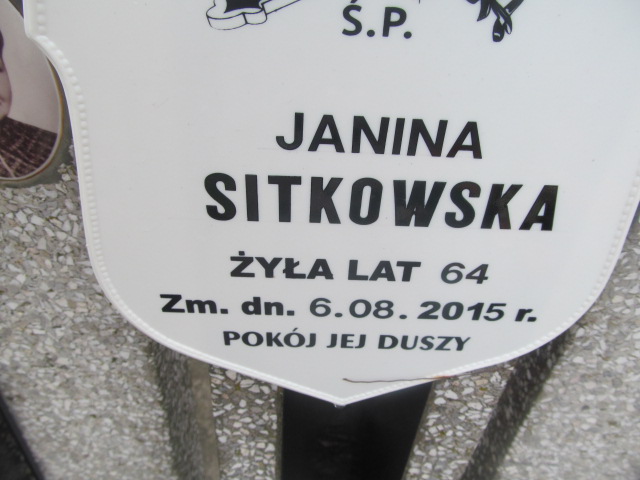 Ś.P.
JANINA
SITKOWSKA
ŻYŁA LAT 64
Zm. dn. 6.08.2015 r.
POKÓJ JEJ DUSZY